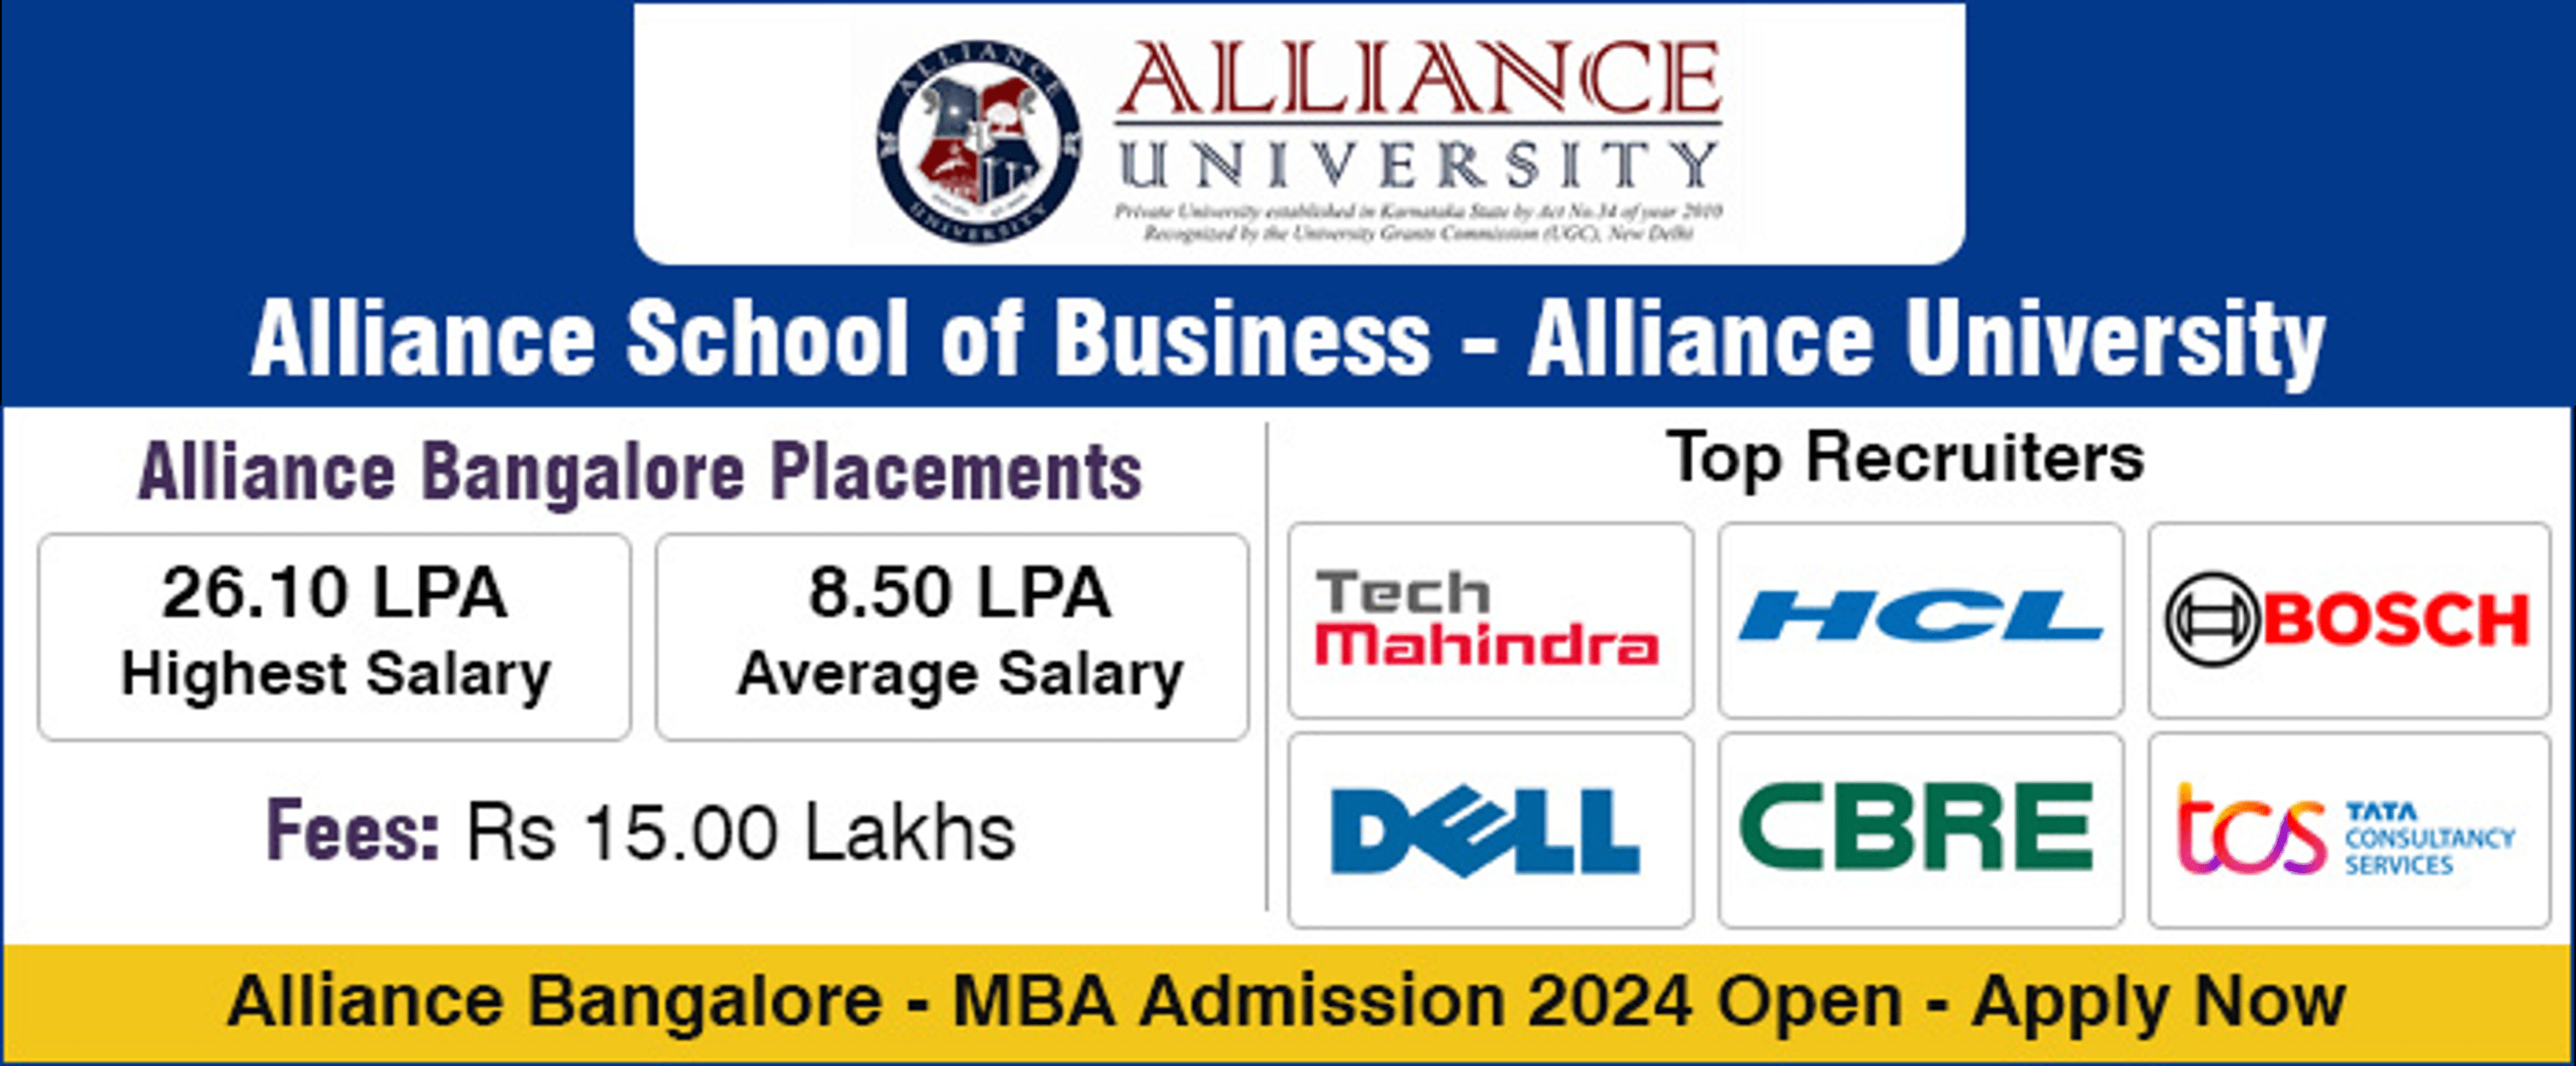 ALLIANCE
UNIVERSITY
ALLIANCE
UNIVERSITY
Private University established in Karnataka State by Act No.34 of year 2010
Recognized by the University Grants Commission (UGC), New Delhi
Alliance School of Business - Alliance University
Alliance Bangalore Placements
26.10 LPA
Highest Salary
8.50 LPA
Average Salary
Fees: Rs 15.00 Lakhs
Top Recruiters
Tech
Mahindra
HCL
BOSCH
DELL
CBRE
tcs
TATA
CONSULTANCY
SERVICES
Alliance Bangalore - MBA Admission 2024 Open - Apply Now